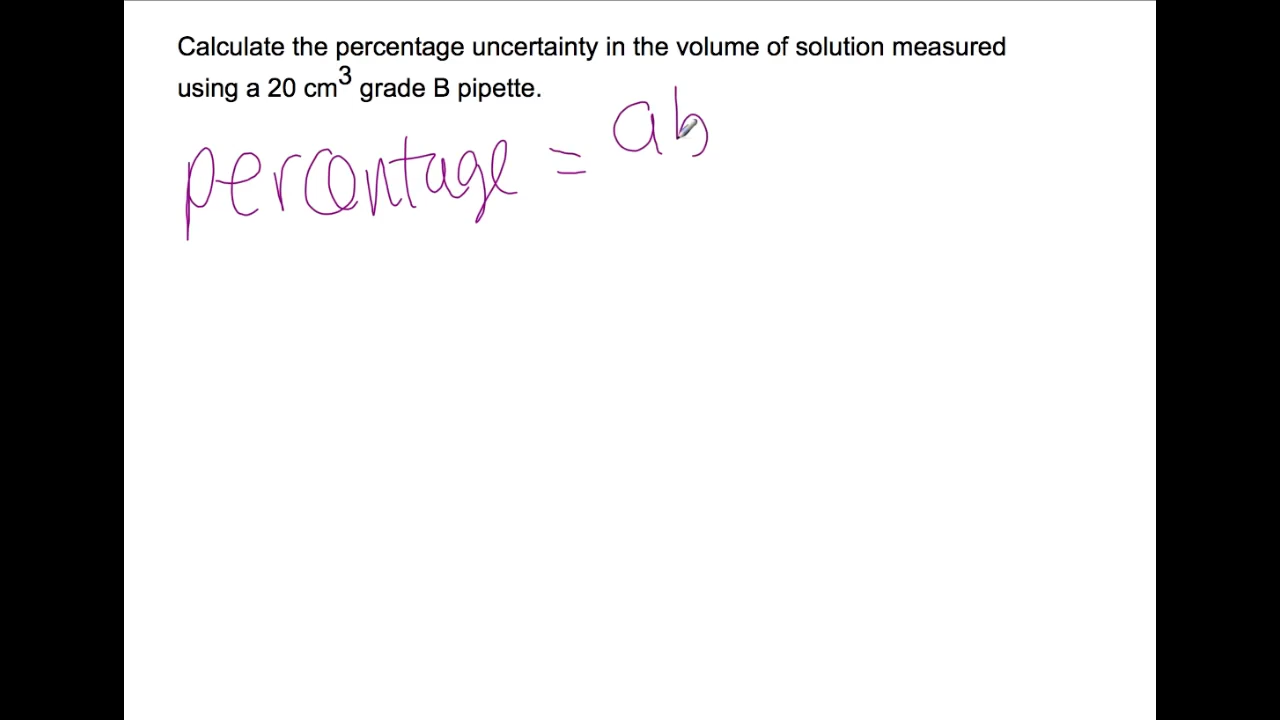 Calculate the percentage uncertainty in the volume of solution measured
using a 20 cm³ grade B pipette.
percentage = ab